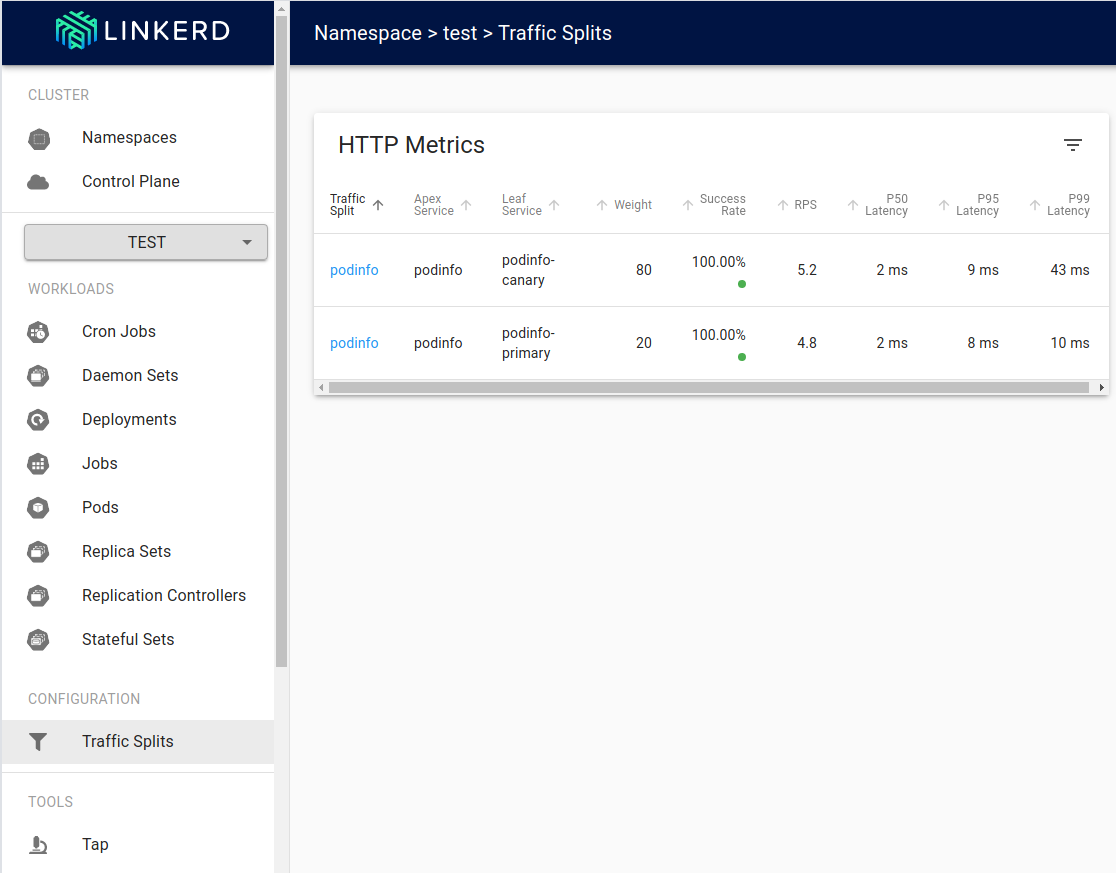 LINKERD
Namespace > test > Traffic Splits
CLUSTER
Namespaces
Control Plane
TEST
WORKLOADS
Cron Jobs
Daemon Sets
Deployments
Jobs
Pods
Replica Sets
Replication Controllers
Stateful Sets
CONFIGURATION
Traffic Splits
TOOLS
Tap
HTTP Metrics
Traffic Split
Apex Service
Leaf Service
Weight
Success Rate
RPS
P50 Latency
P95 Latency
P99 Latency
podinfo podinfo podinfo-canary 80 100.00% 5.2 2 ms 9 ms 43 ms
podinfo podinfo podinfo-primary 20 100.00% 4.8 2 ms 8 ms 10 ms